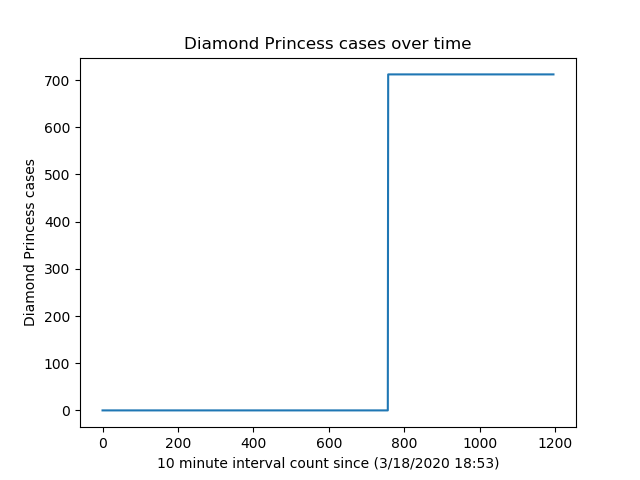 Diamond Princess cases over time
Diamond Princess cases
700
600
500
400
300
200
100
0
0 200 400 600 800 1000 1200
10 minute interval count since (3/18/2020 18:53)